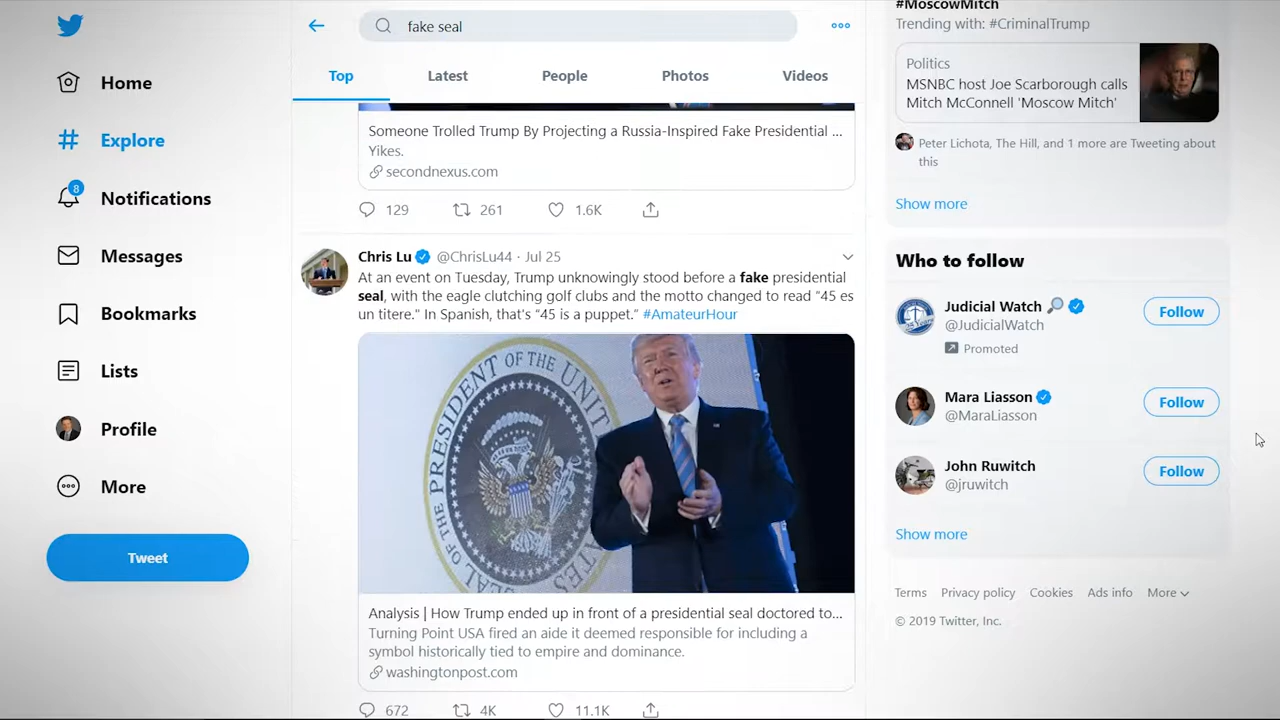 Home
Explore
8
Notifications
Messages
Bookmarks
Lists
Profile
More
Tweet
fake seal
Top
Latest
People
Photos
Videos
Someone Trolled Trump By Projecting a Russia-Inspired Fake Presidential ...
Yikes.
secondnexus.com
129
261
1.6K
Chris Lu @ChrisLu44 · Jul 25
At an event on Tuesday, Trump unknowingly stood before a fake presidential
seal, with the eagle clutching golf clubs and the motto changed to read “45 es
un titere.” In Spanish, that's “45 is a puppet.” #AmateurHour
SEAL OF THE PRESIDENT OF THE UNITED STATES
Analysis | How Trump ended up in front of a presidential seal doctored to...
Turning Point USA fired an aide it deemed responsible for including a
symbol historically tied to empire and dominance.
washingtonpost.com
672
4K
11.1K
#MoscowMitch
Trending with: #CriminalTrump
Politics
MSNBC host Joe Scarborough calls
Mitch McConnell 'Moscow Mitch'
Peter Lichota, The Hill, and 1 more are Tweeting about
this
Show more
Who to follow
Judicial Watch
@JudicialWatch
Promoted
Follow
Mara Liasson
@MaraLiasson
Follow
John Ruwitch
@jruwitch
Follow
Show more
Terms Privacy policy Cookies Ads info More
© 2019 Twitter, Inc.